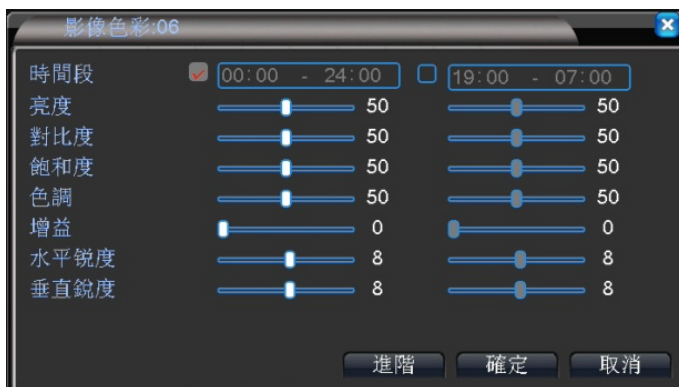 影像色彩:06
時間段 00:00 - 24:00 19:00 - 07:00
亮度 50 50
對比度 50 50
飽和度 50 50
色調 50 50
增益 0 0
水平锐度 8 8
垂直銳度 8 8
進階 確定 取消